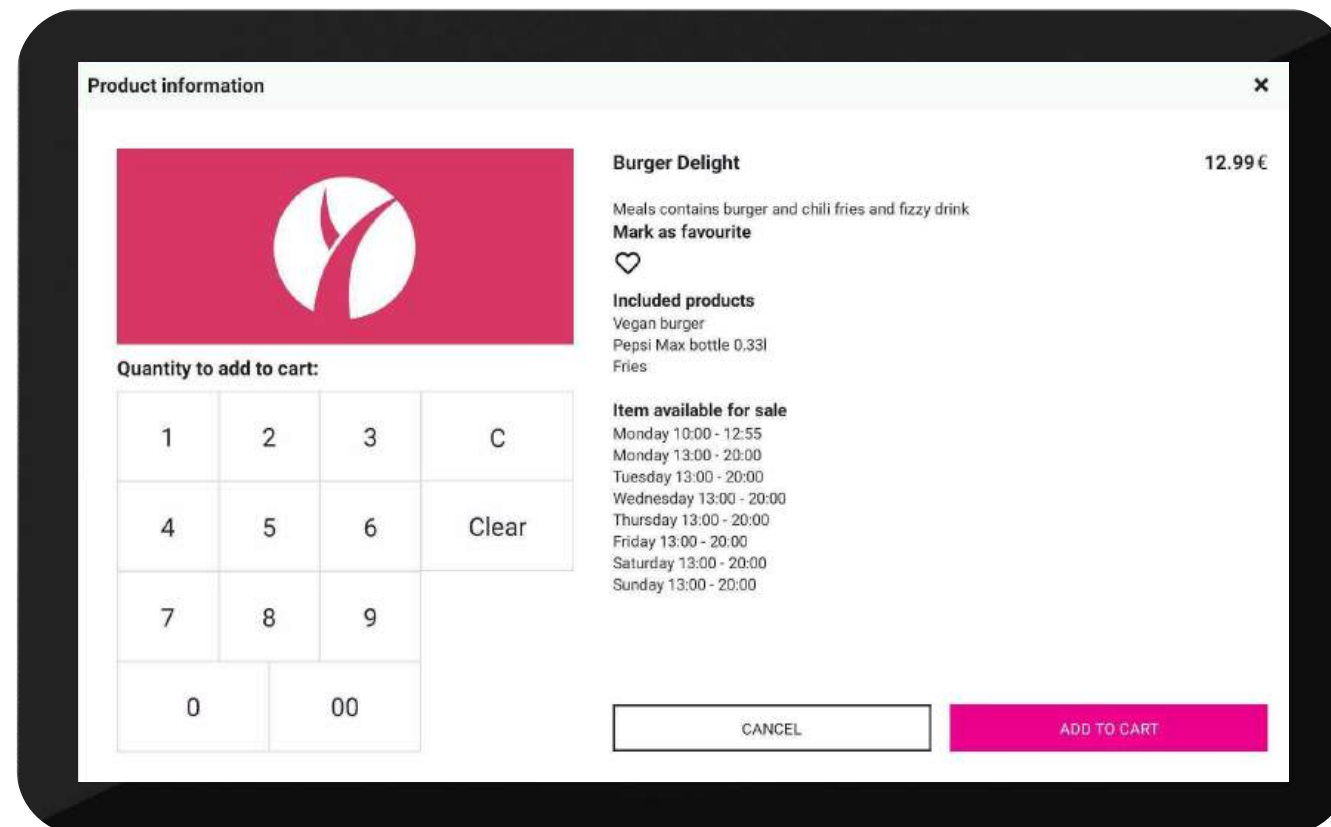 Product information
Burger Delight 12.99 €
Meals contains burger and chili fries and fizzy drink
Mark as favourite
Included products
Vegan burger
Pepsi Max bottle 0,33l
Fries
Item available for sale
Monday 10:00 - 12:55
Monday 13:00 - 20:00
Tuesday 13:00 - 20:00
Wednesday 13:00 - 20:00
Thursday 13:00 - 20:00
Friday 13:00 - 20:00
Saturday 13:00 - 20:00
Sunday 13:00 - 20:00
Quantity to add to cart:
1 2 3 C
4 5 6 Clear
7 8 9
0 00
CANCEL ADD TO CART